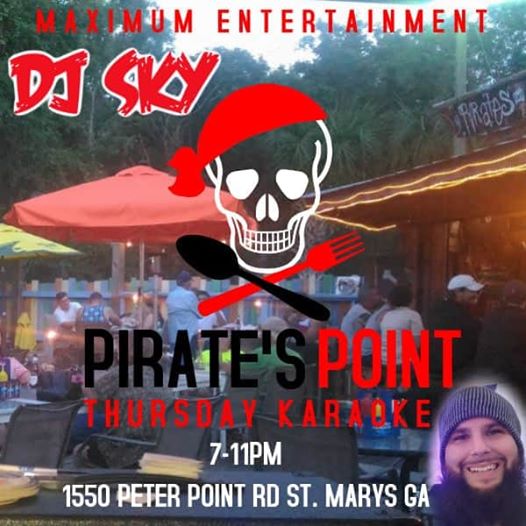 MAXIMUM ENTERTAINMENT
DJ SKY
PIRATES
PIRATE'S POINT
THURSDAY KARAOKE
7-11PM
1550 PETER POINT RD ST. MARYS GA